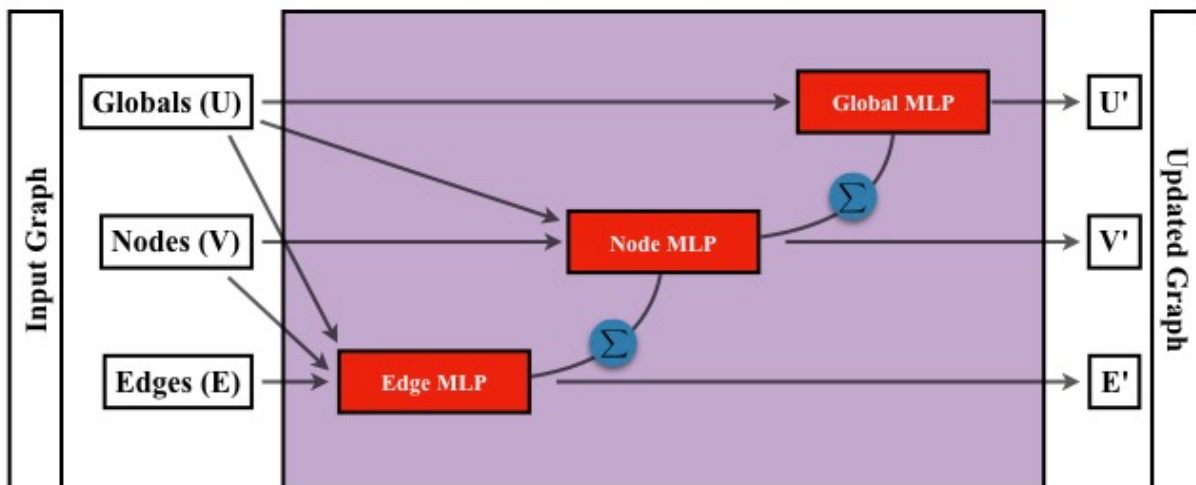 Input Graph
Globals (U)
Global MLP
U'
Nodes (V)
Σ
Node MLP
V'
Edges (E)
Σ
Edge MLP
E'
Updated Graph